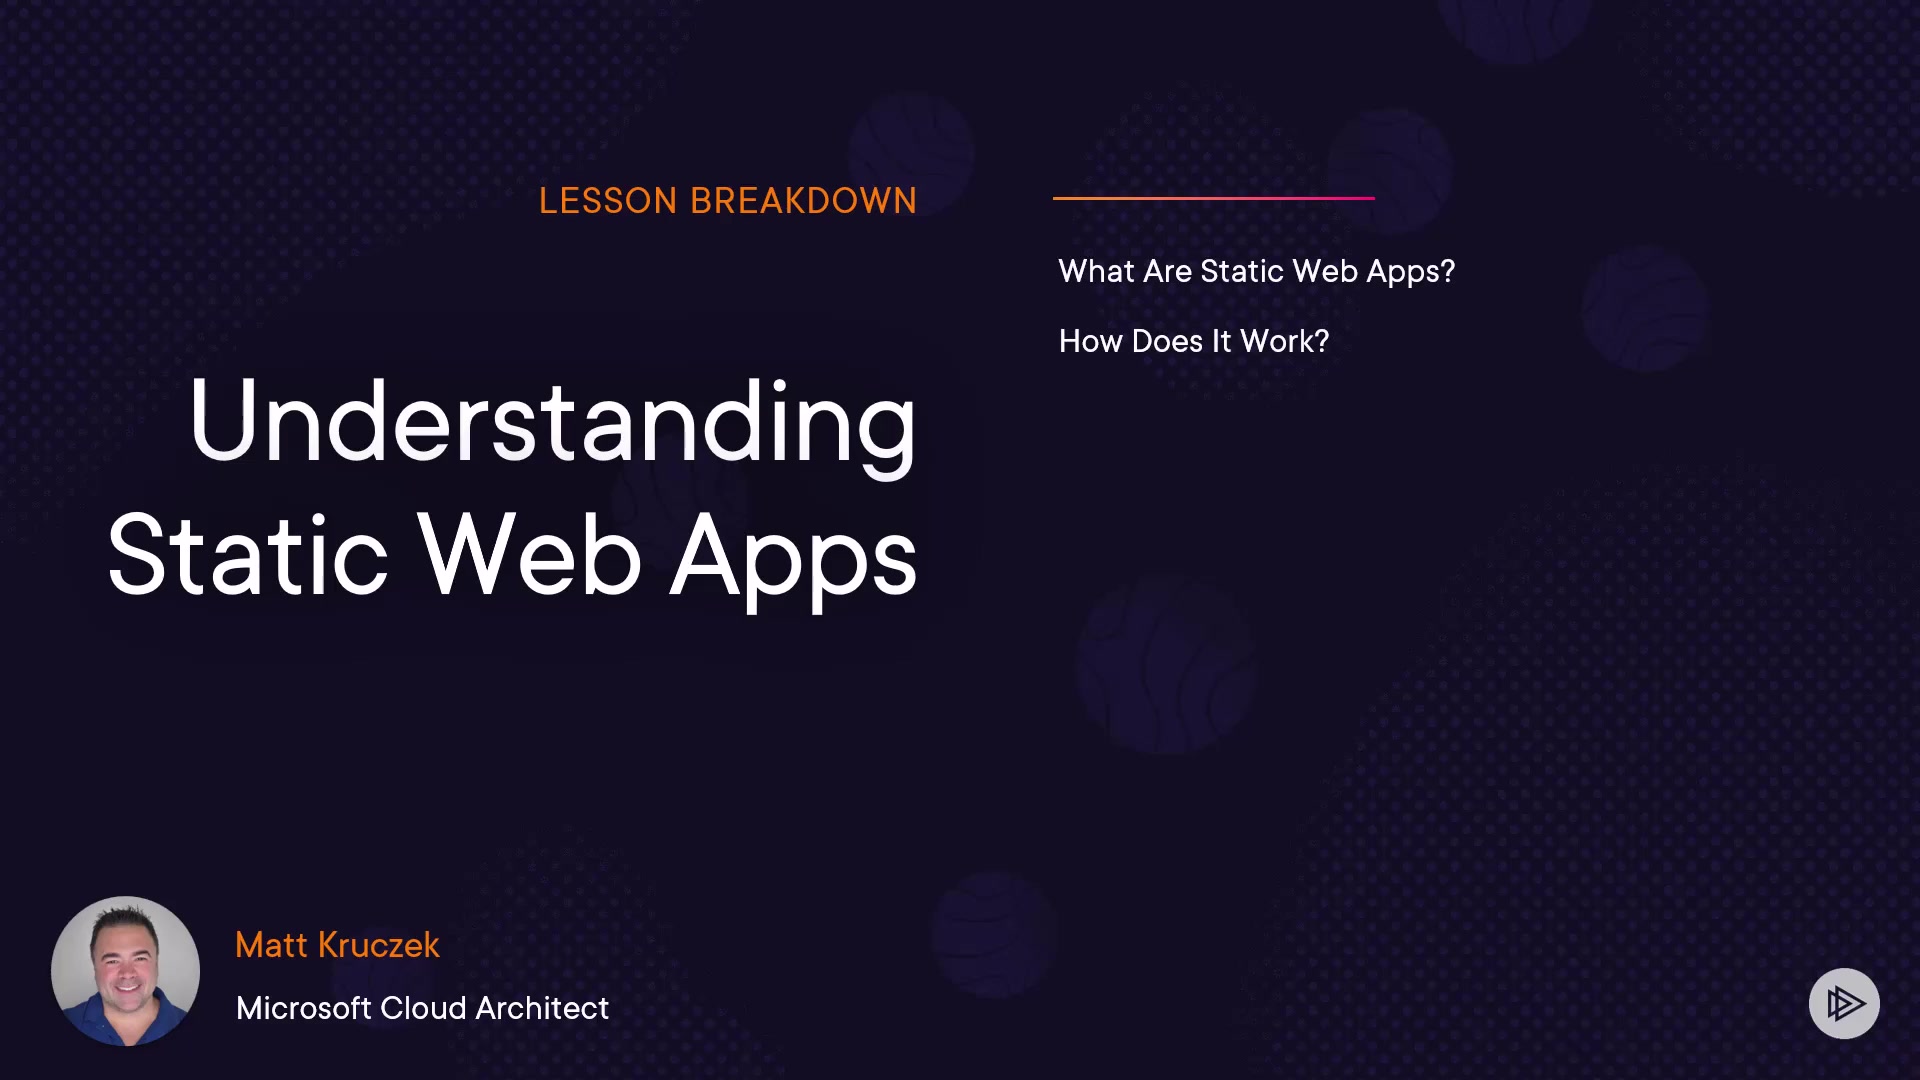 LESSON BREAKDOWN
Understanding
Static Web Apps
What Are Static Web Apps?
How Does It Work?
Matt Kruczek
Microsoft Cloud Architect